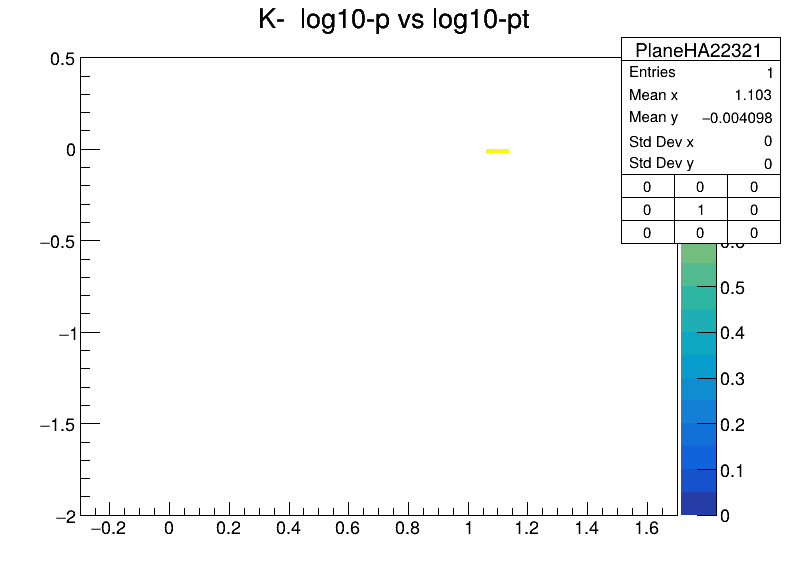 K- log10-p vs log10-pt
PlaneHA22321
Entries 1
Mean x 1.103
Mean y −0.004098
Std Dev x 0
Std Dev y 0
0 0 0
0 1 0
0 0 0
0.5
0
−0.5
−1
−1.5
−2
−0.2 0 0.2 0.4 0.6 0.8 1 1.2 1.4 1.6
0.5
0.4
0.3
0.2
0.1
0